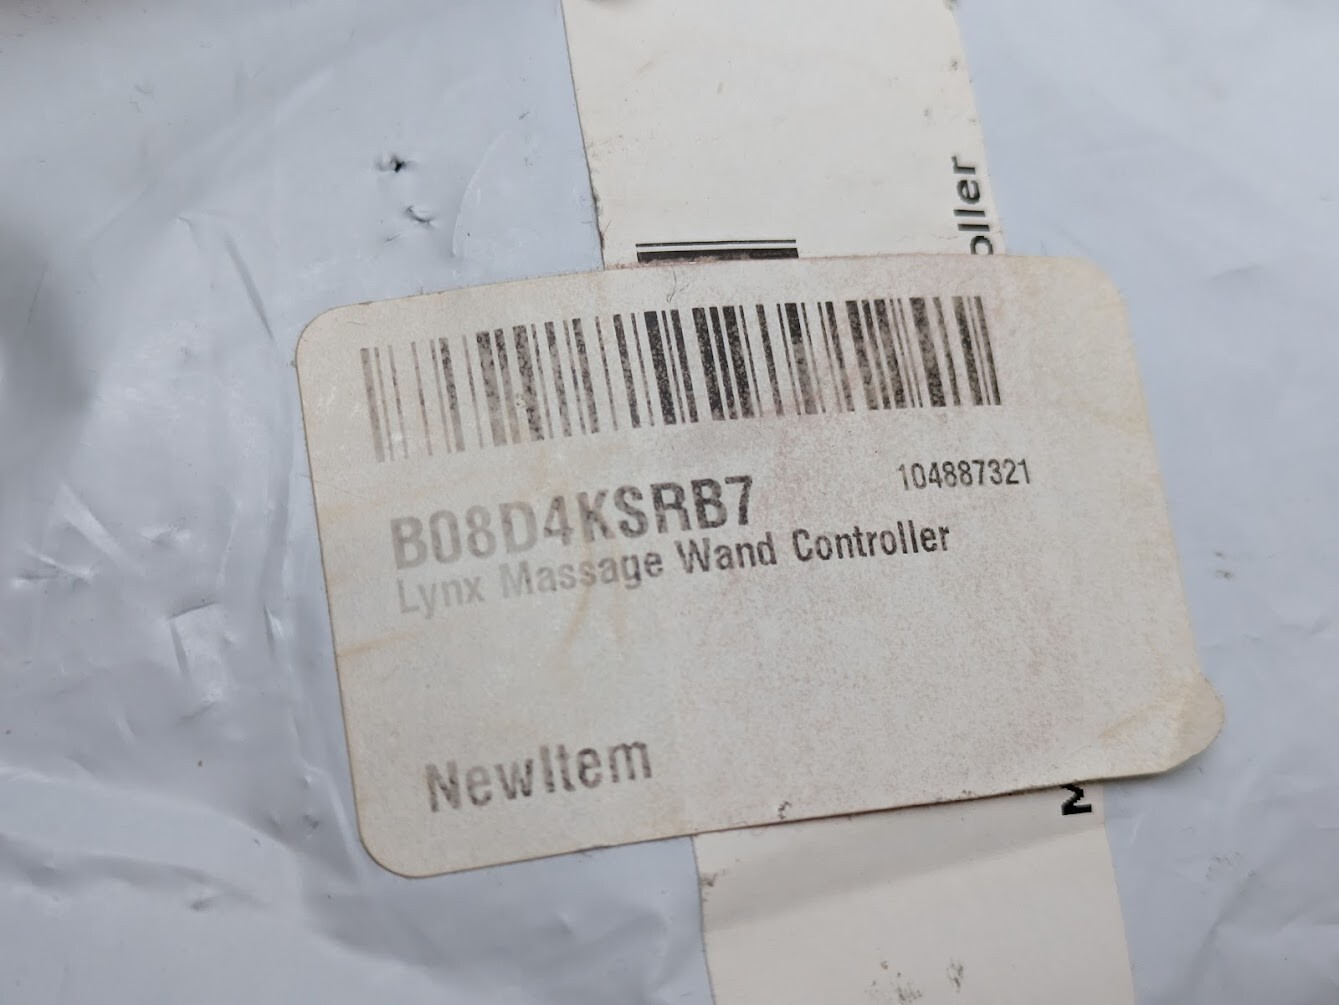 oller
104887321
B08D4KSRB7
Lynx Massage Wand Controller
NewItem
M